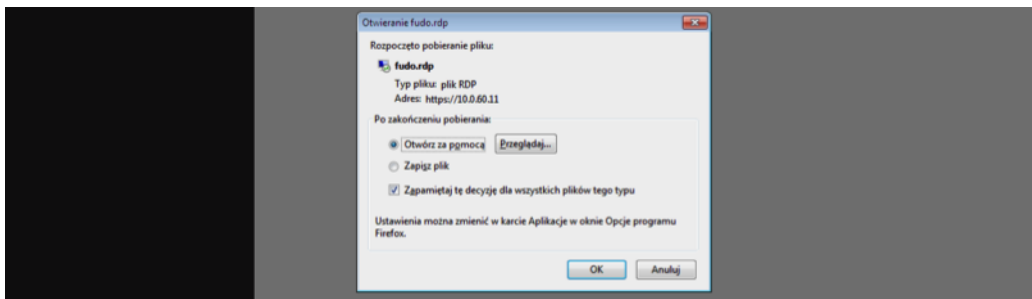 Otwieranie fudo.rdp
Rozpoczęto pobieranie pliku:
fudo.rdp
Typ pliku: plik RDP
Adres: https://10.0.60.11
Po zakończeniu pobierania:
Otwórz za pomocą Przeglądaj...
Zapisz plik
Zapamiętaj tę decyzję dla wszystkich plików tego typu
Ustawienia można zmienić w karcie Aplikacje w oknie Opcje programu
Firefox.
OK Anuluj